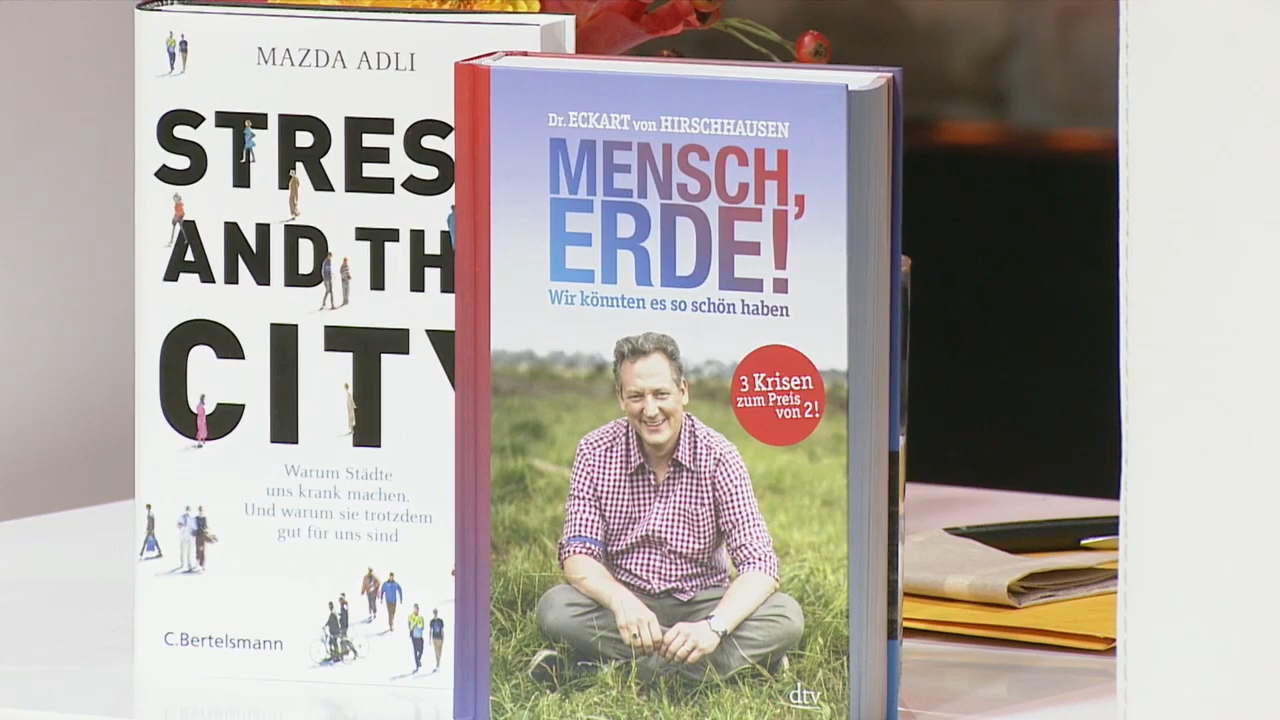 MAZDA ADLI
STRES
AND TH
CITY
Warum Städte
uns krank machen.
Und warum sie trotzdem
gut für uns sind
C.Bertelsmann
Dr. ECKART von HIRSCHHAUSEN
MENSCH,
ERDE!
Wir könnten es so schön haben
3 Krisen
zum Preis
von 2!
dtv